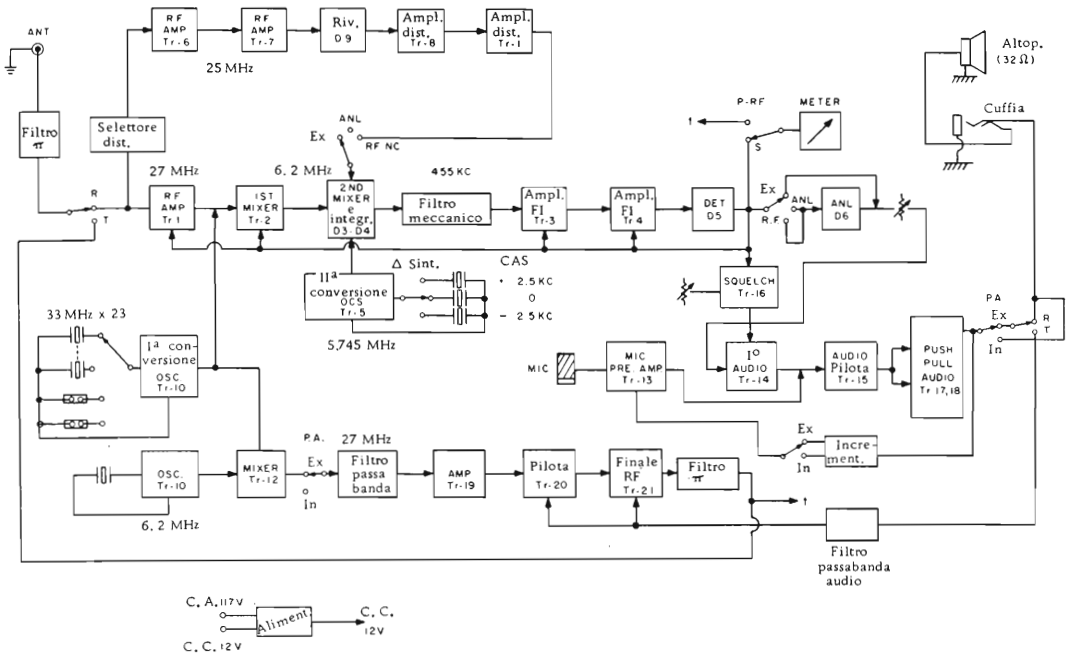 ANT
RF
AMP
Tr-6
RF
AMP
Tr-7
Riv.
D9
Ampl.
dist.
Tr-8
Ampl.
dist.
Tr-1
25 MHz
Altop.
(32Ω)
Cuffia
Filtro
π
Selettore
dist.
R
T
27 MHz
RF
AMP
Tr1
1ST
MIXER
Tr-2
6.2 MHz
Ex
ANL
RF NC
2ND
MIXER
e
integr.
D3-D4
455 KC
Filtro
meccanico
Ampl.
FI
Tr-3
Ampl.
FI
Tr 4
DET
D5
P-RF
METER
t
S
Ex
ANL
R.F.
ANL
D6
IIª
conversione
OCS
Tr-5
5,745 MHz
Δ Sint.
CAS
+ 2.5 KC
0
- 2.5 KC
SQUELCH
Tr-16
33 MHz x 23
Iª con-
versione
OSC.
Tr-10
MIC
MIC
PRE. AMP
Tr-13
Iº
AUDIO
Tr-14
AUDIO
Pilota
Tr-15
PUSH
PULL
AUDIO
Tr 17,18
PA
Ex
In
R
T
Ex
In
Incre-
ment.
OSC.
Tr-10
6.2 MHz
MIXER
Tr-12
P.A.
Ex
In
27 MHz
Filtro
passa
banda
AMP
Tr-19
Pilota
Tr-20
Finale
RF
Tr-21
Filtro
π
t
Filtro
passabanda
audio
C.A. 117V
C.C. 12V
Aliment.
C.C.
12V